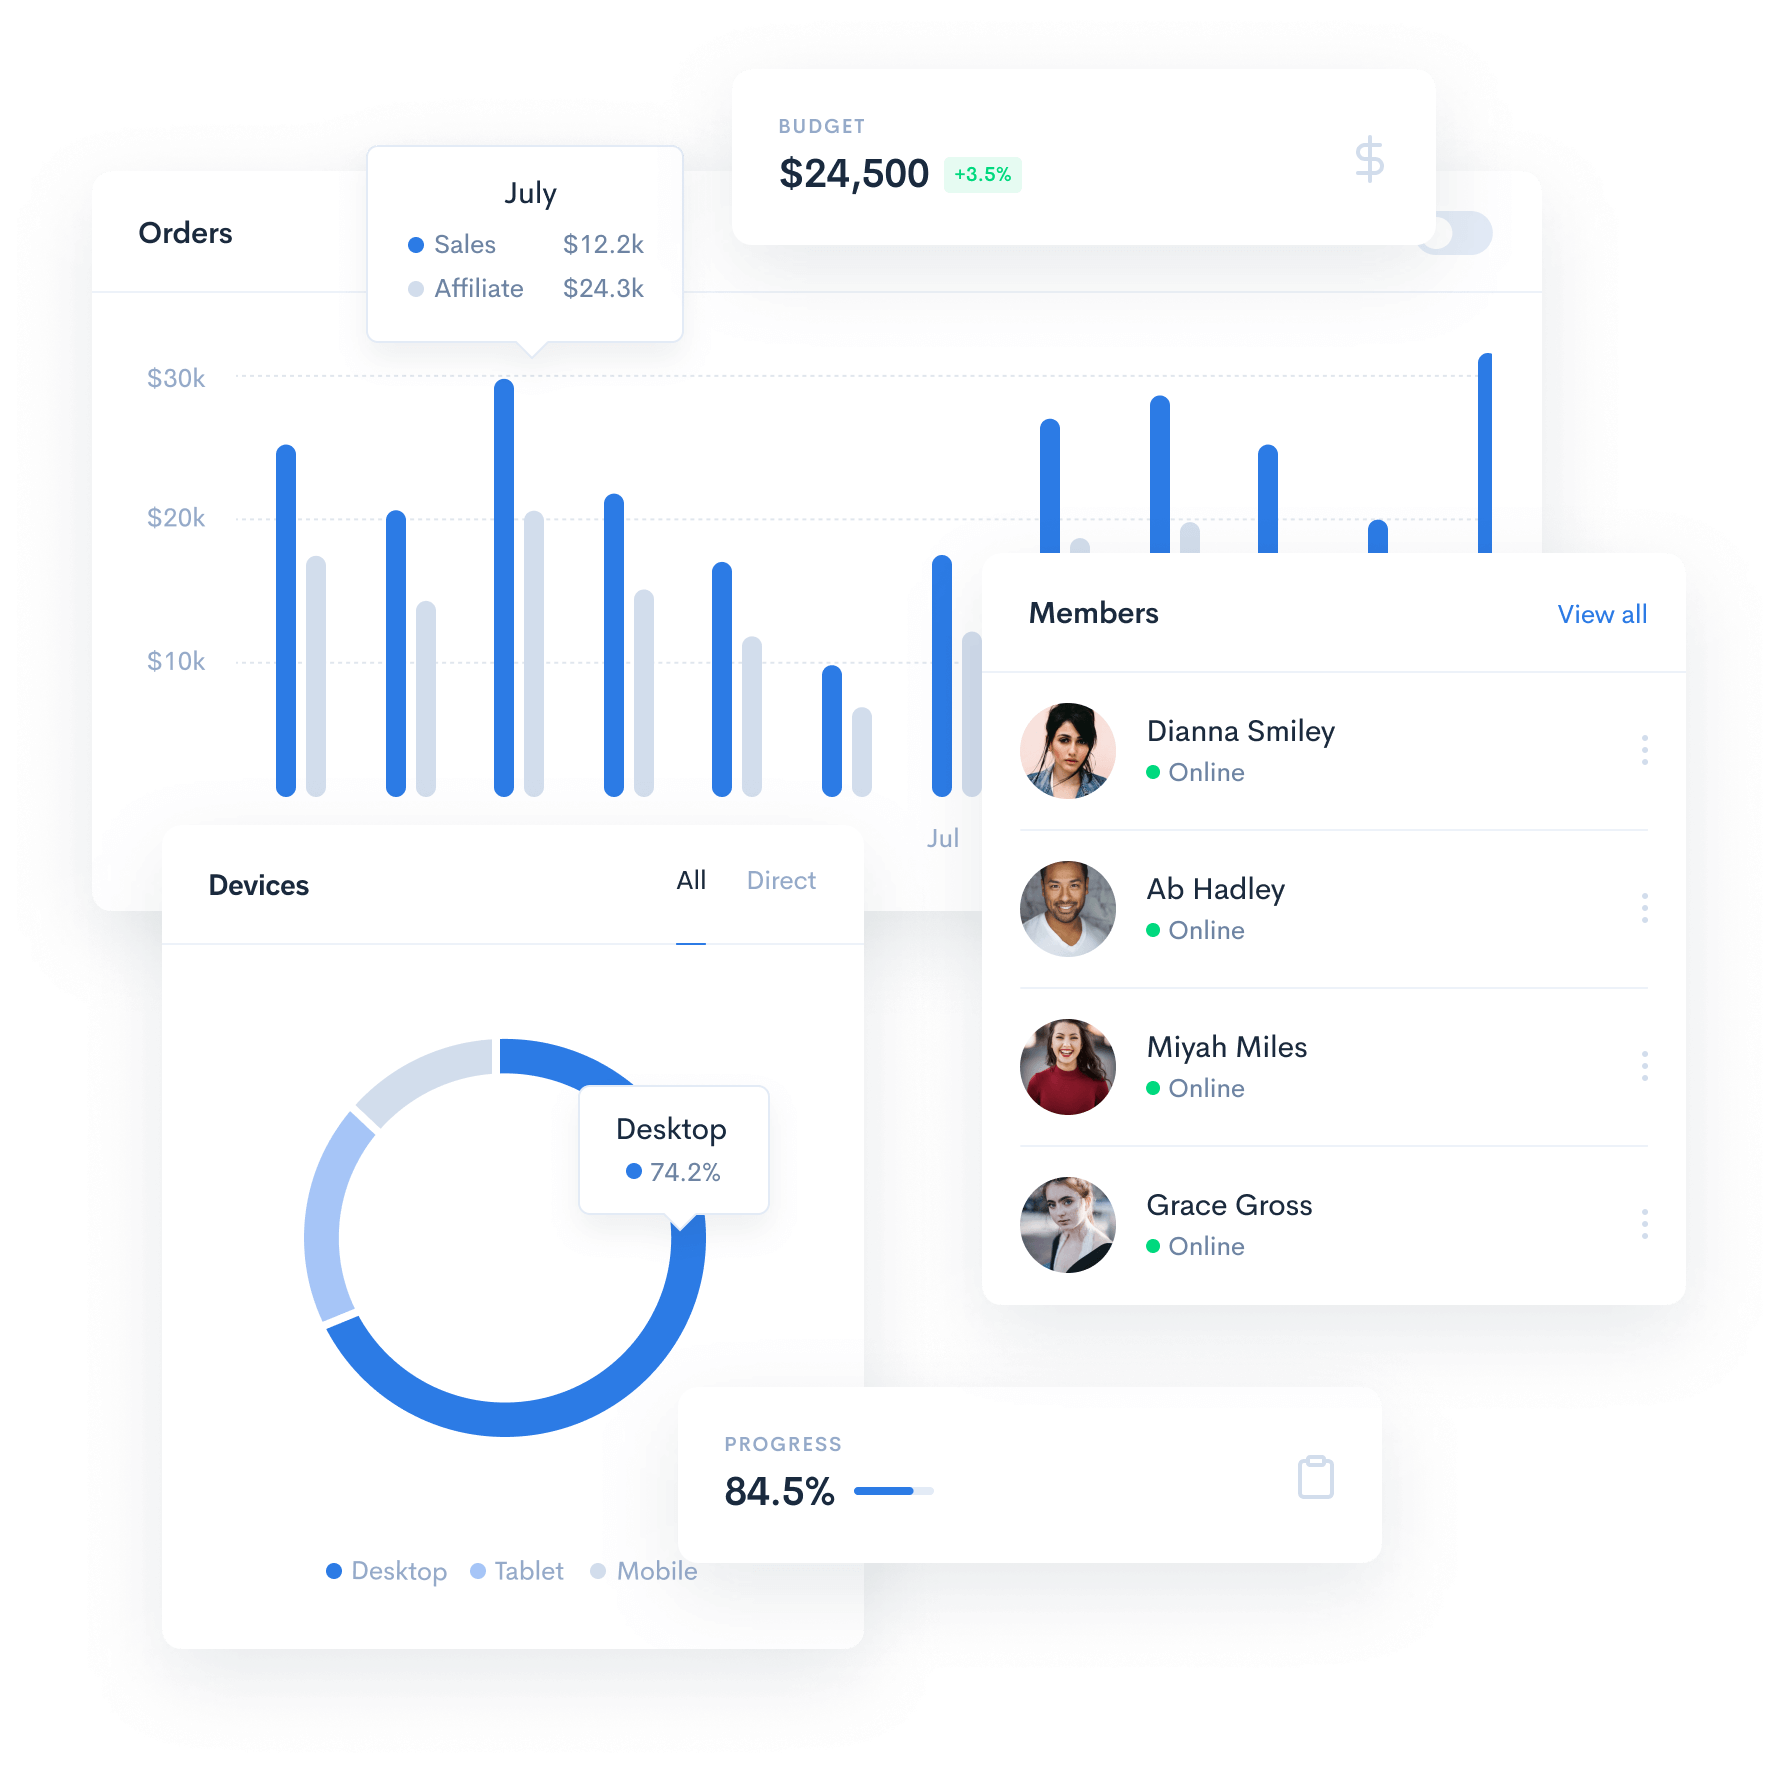 BUDGET
$24,500 +3.5%
$
July
Sales $12.2k
Affiliate $24.3k
Orders
$30k
$20k
$10k
Jul
Members View all
Dianna Smiley
Online
Ab Hadley
Online
Miyah Miles
Online
Grace Gross
Online
Devices All Direct
Desktop
74.2%
PROGRESS
84.5%
Desktop Tablet Mobile